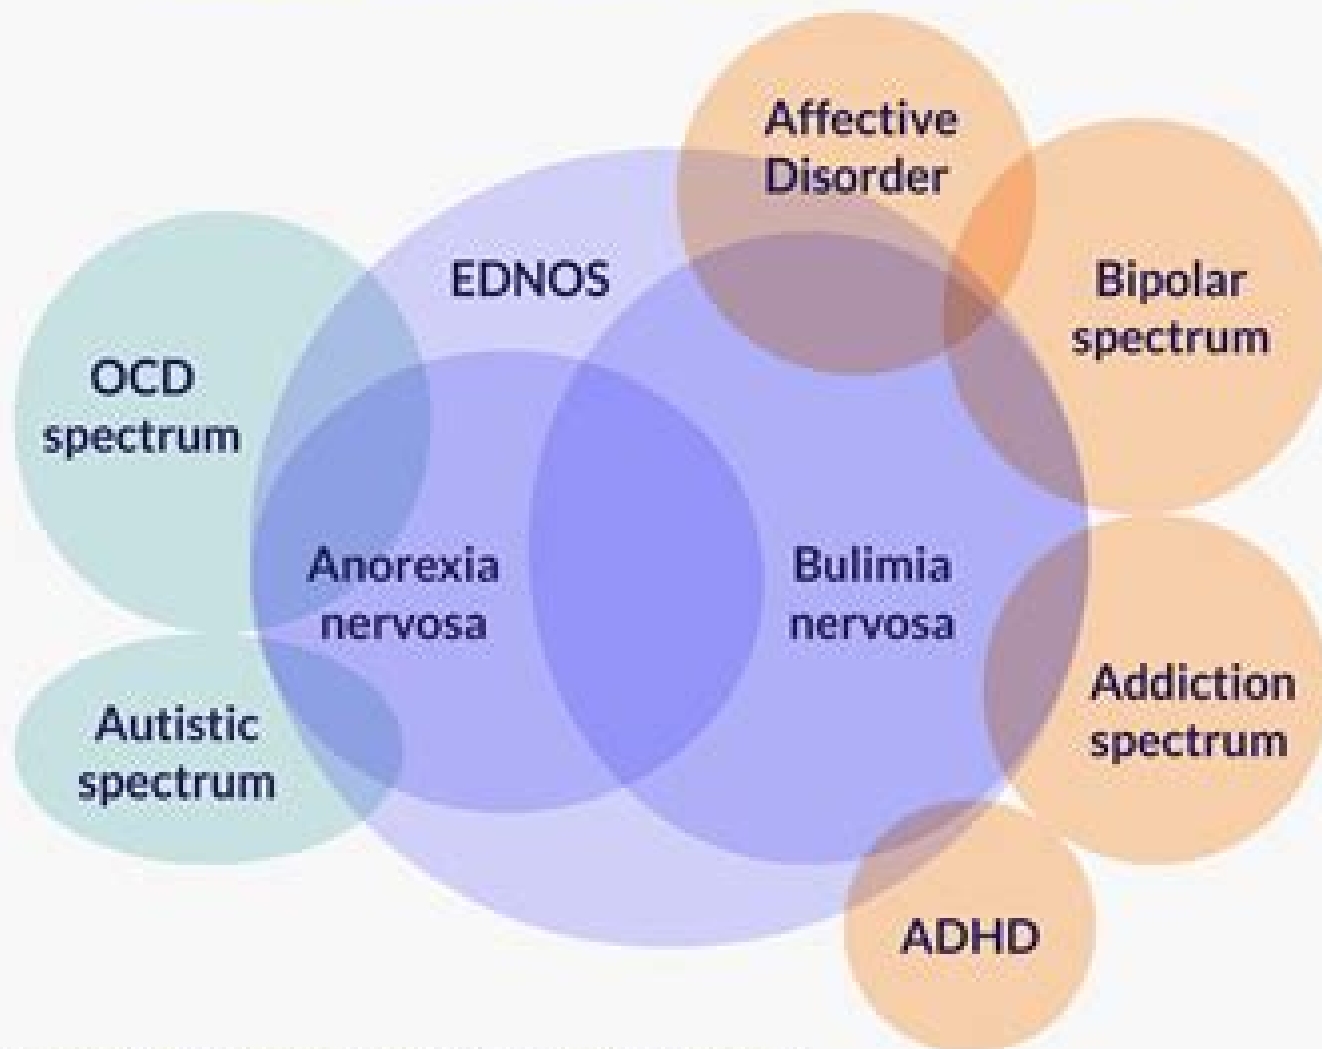 Affective
Disorder
EDNOS
Bipolar
spectrum
OCD
spectrum
Anorexia
nervosa
Bulimia
nervosa
Addiction
spectrum
Autistic
spectrum
ADHD